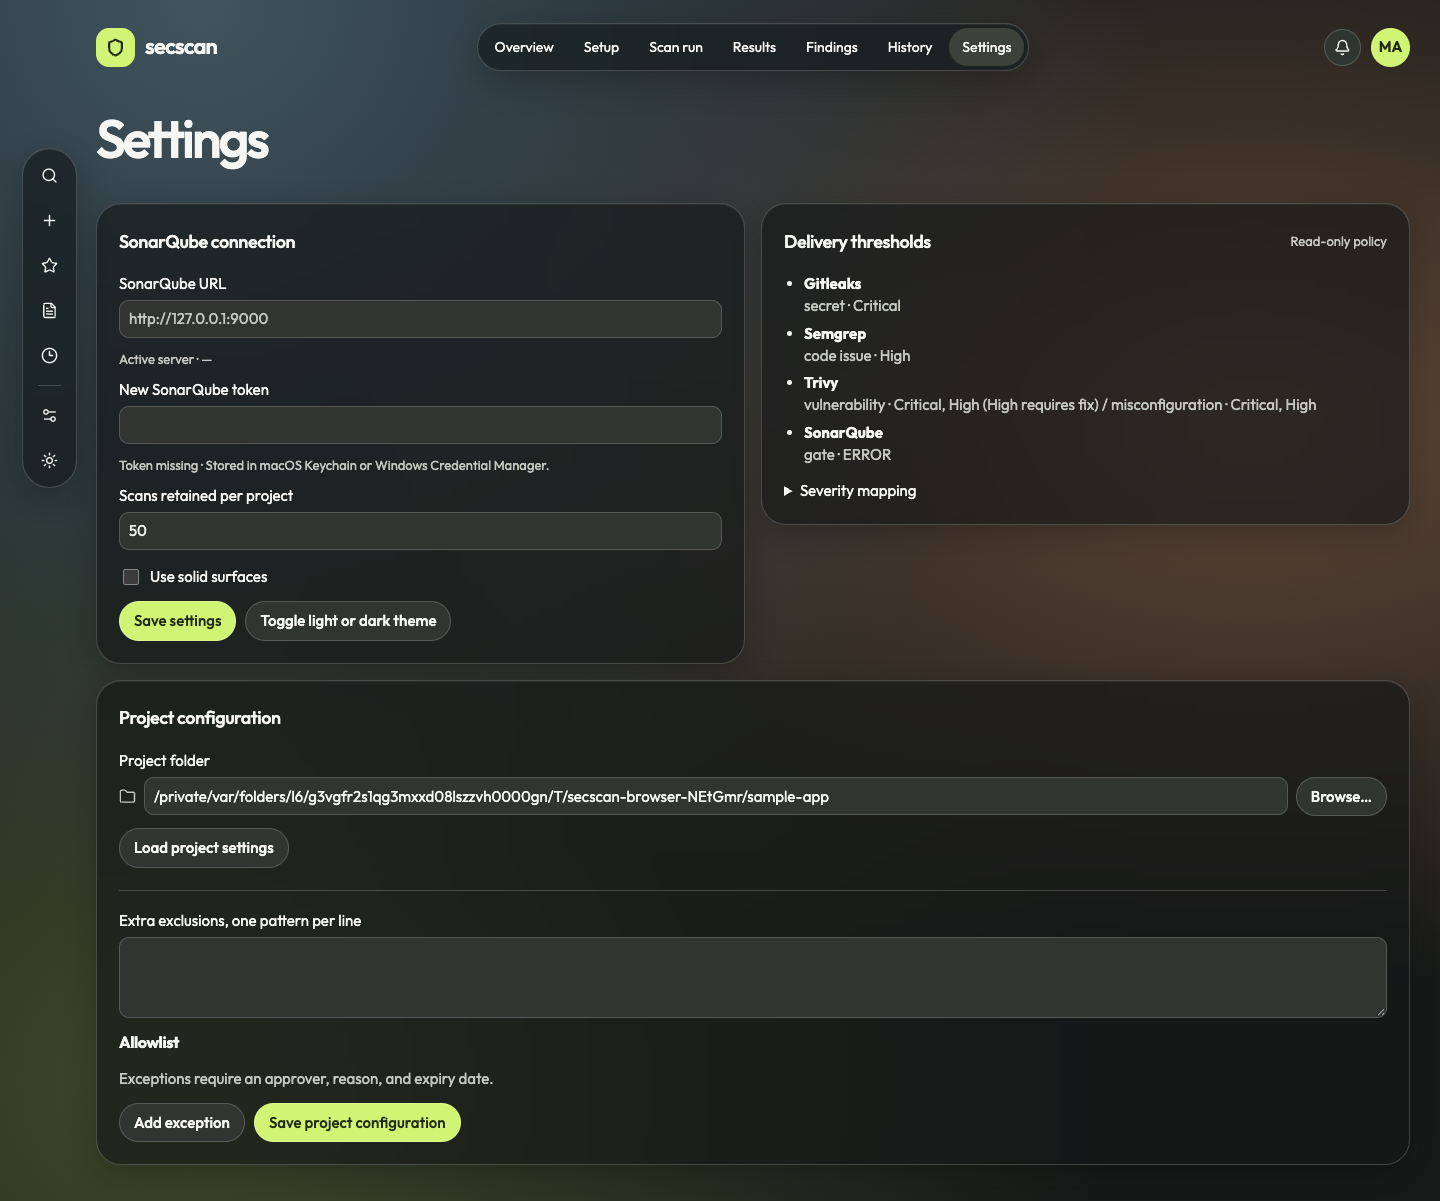 secscan
Overview
Setup
Scan run
Results
Findings
History
Settings
MA
Settings
SonarQube connection
SonarQube URL
http://127.0.0.1:9000
Active server · —
New SonarQube token
Token missing · Stored in macOS Keychain or Windows Credential Manager.
Scans retained per project
50
Use solid surfaces
Save settings
Toggle light or dark theme
Delivery thresholds
Read-only policy
Gitleaks
secret · Critical
Semgrep
code issue · High
Trivy
vulnerability · Critical, High (High requires fix) / misconfiguration · Critical, High
SonarQube
gate · ERROR
Severity mapping
Project configuration
Project folder
/private/var/folders/l6/g3vgfr2s1qg3mxxd08lszzvh0000gn/T/secscan-browser-NEtGmr/sample-app
Browse...
Load project settings
Extra exclusions, one pattern per line
Allowlist
Exceptions require an approver, reason, and expiry date.
Add exception
Save project configuration